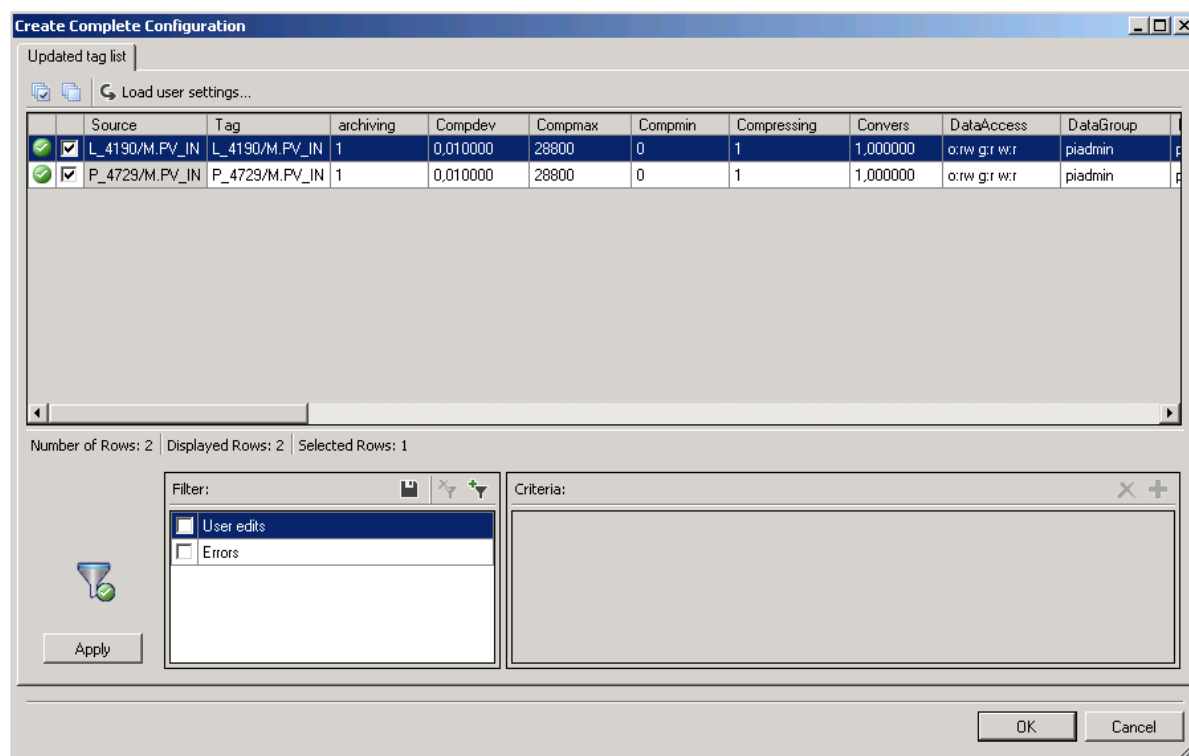 Create Complete Configuration
Updated tag list
Load user settings...
Source Tag archiving Compdev Compmax Compmin Compressing Convers DataAccess DataGroup
L_4190/M.PV_IN L_4190/M.PV_IN 1 0,010000 28800 0 1 1,000000 o:rw g:r w:r piadmin
P_4729/M.PV_IN P_4729/M.PV_IN 1 0,010000 28800 0 1 1,000000 o:rw g:r w:r piadmin
Number of Rows: 2 Displayed Rows: 2 Selected Rows: 1
Filter: Criteria:
User edits
Errors
Apply
OK Cancel